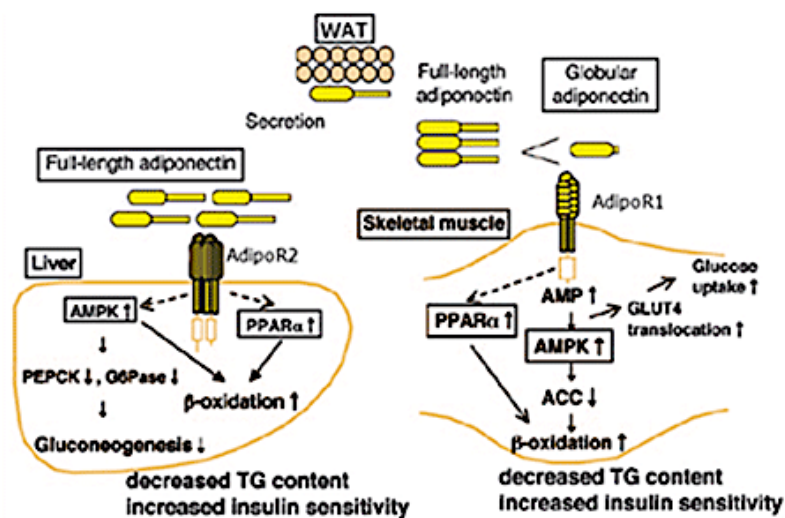 WAT
Full-length
adiponectin
Globular
adiponectin
Secretion
Full-length adiponectin
AdipoR1
Skeletal muscle
AdipoR2
Liver
AMPK↑
PPARα↑
PEPCK↓, G6Pase↓
β-oxidation↑
Gluconeogenesis↓
decreased TG content
increased insulin sensitivity
Glucose
uptake↑
AMP↑
GLUT4
translocation↑
PPARα↑
AMPK↑
ACC↓
β-oxidation↑
decreased TG content
Increased insulin sensitivity